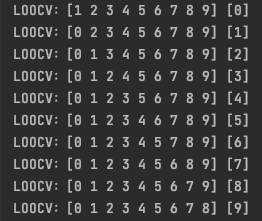 LOOCV: [1 2 3 4 5 6 7 8 9] [0]
LOOCV: [0 2 3 4 5 6 7 8 9] [1]
LOOCV: [0 1 3 4 5 6 7 8 9] [2]
LOOCV: [0 1 2 4 5 6 7 8 9] [3]
LOOCV: [0 1 2 3 5 6 7 8 9] [4]
LOOCV: [0 1 2 3 4 6 7 8 9] [5]
LOOCV: [0 1 2 3 4 5 7 8 9] [6]
LOOCV: [0 1 2 3 4 5 6 8 9] [7]
LOOCV: [0 1 2 3 4 5 6 7 9] [8]
LOOCV: [0 1 2 3 4 5 6 7 8] [9]